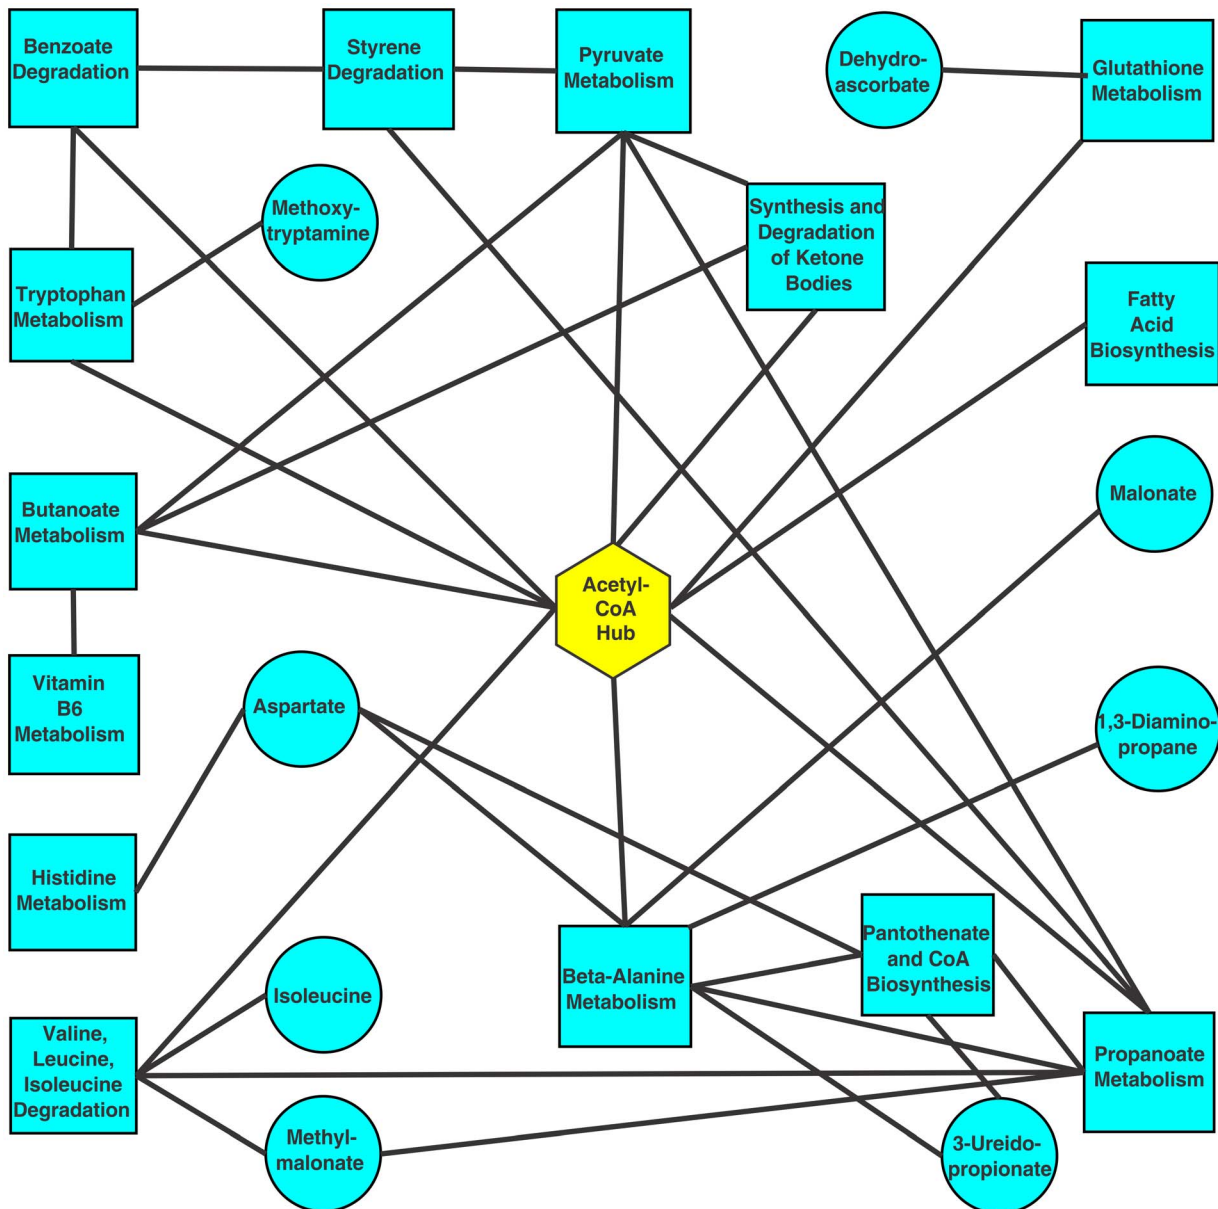 Benzoate
Degradation
Styrene
Degradation
Pyruvate
Metabolism
Dehydro-
ascorbate
Glutathione
Metabolism
Methoxy-
tryptamine
Synthesis and
Degradation
of Ketone
Bodies
Tryptophan
Metabolism
Fatty
Acid
Biosynthesis
Butanoate
Metabolism
Malonate
Acetyl-
CoA
Hub
Vitamin
B6
Metabolism
Aspartate
1,3-Diamino-
propane
Histidine
Metabolism
Isoleucine
Beta-Alanine
Metabolism
Pantothenate
and CoA
Biosynthesis
Valine,
Leucine,
Isoleucine
Degradation
Propanoate
Metabolism
Methyl-
malonate
3-Ureido-
propionate